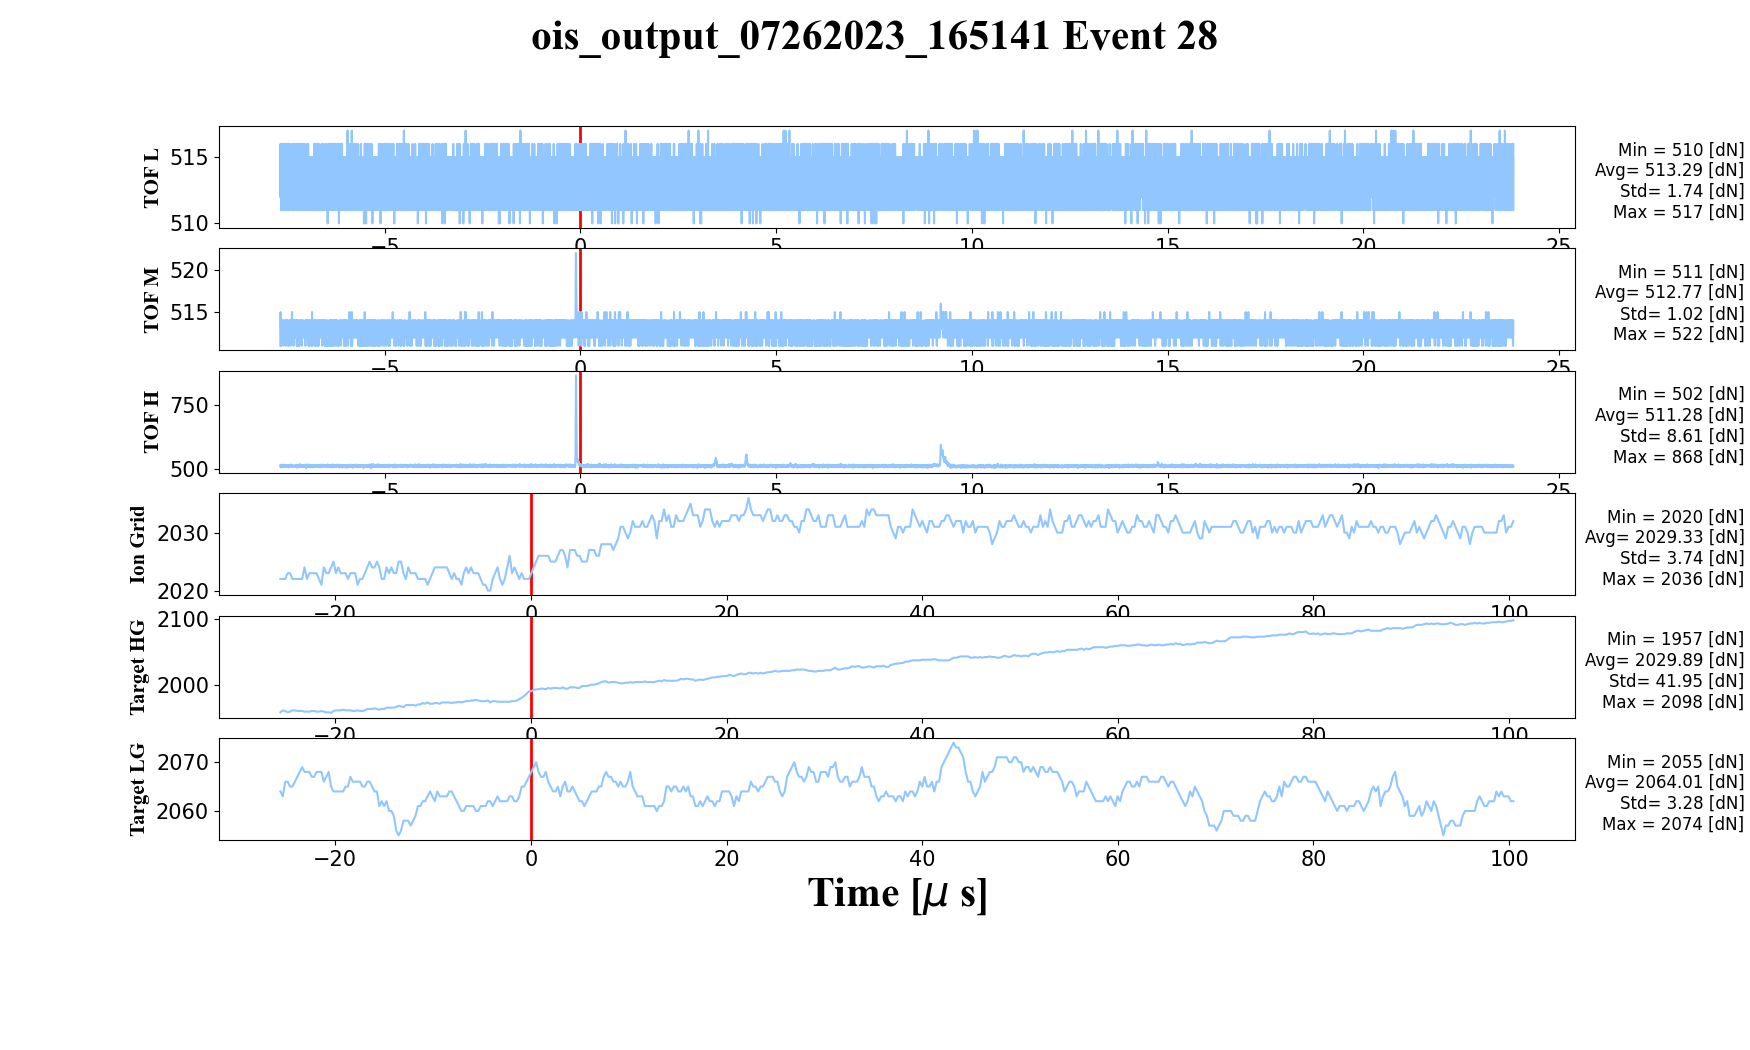 ois_output_07262023_165141 Event 28
TOF L
515
510
−5
0
5
10
15
20
25
Min = 510 [dN]
Avg= 513.29 [dN]
Std= 1.74 [dN]
Max = 517 [dN]
TOF M
520
515
−5
0
5
10
15
20
25
Min = 511 [dN]
Avg= 512.77 [dN]
Std= 1.02 [dN]
Max = 522 [dN]
TOF H
750
500
−5
0
5
10
15
20
25
Min = 502 [dN]
Avg= 511.28 [dN]
Std= 8.61 [dN]
Max = 868 [dN]
Ion Grid
2030
2020
−20
0
20
40
60
80
100
Min = 2020 [dN]
Avg= 2029.33 [dN]
Std= 3.74 [dN]
Max = 2036 [dN]
Target HG
2100
2000
−20
0
20
40
60
80
100
Min = 1957 [dN]
Avg= 2029.89 [dN]
Std= 41.95 [dN]
Max = 2098 [dN]
Target LG
2070
2060
−20
0
20
40
60
80
100
Min = 2055 [dN]
Avg= 2064.01 [dN]
Std= 3.28 [dN]
Max = 2074 [dN]
Time [μ s]